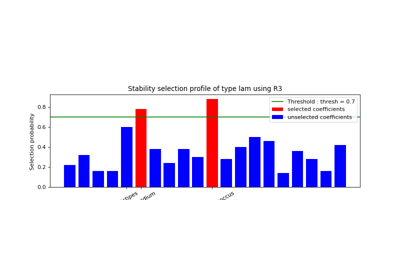 Stability selection profile of type lam using R3
Selection probability
0.8
0.6
0.4
0.2
0.0
Threshold : thresh = 0.7
selected coefficients
unselected coefficients